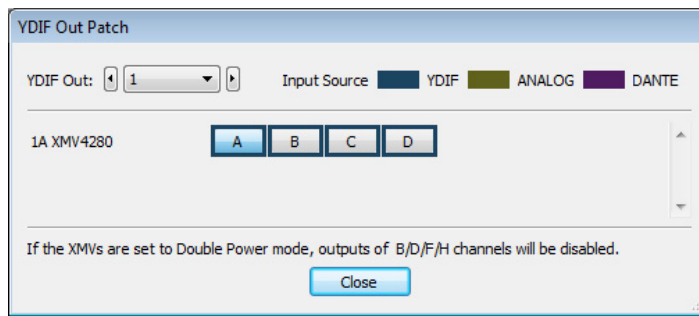 YDIF Out Patch
YDIF Out: 1 Input Source YDIF ANALOG DANTE
1A XMV4280 A B C D
If the XMVs are set to Double Power mode, outputs of B/D/F/H channels will be disabled.
Close